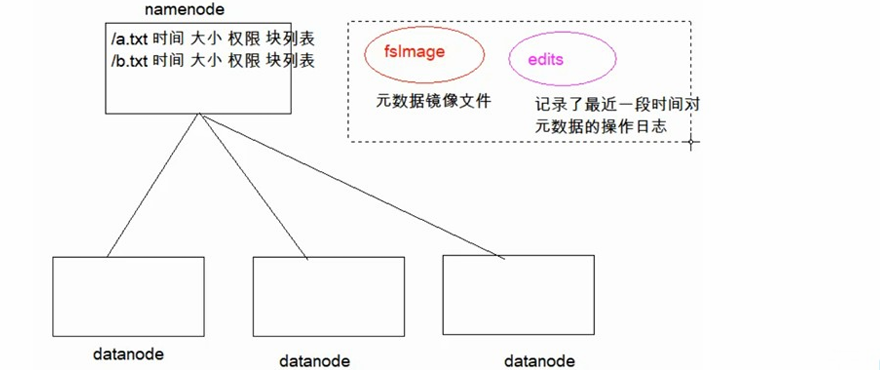 namenode
/a.txt 时间 大小 权限 块列表
/b.txt 时间 大小 权限 块列表
fsImage
edits
元数据镜像文件
记录了最近一段时间对
元数据的操作日志
datanode
datanode
datanode